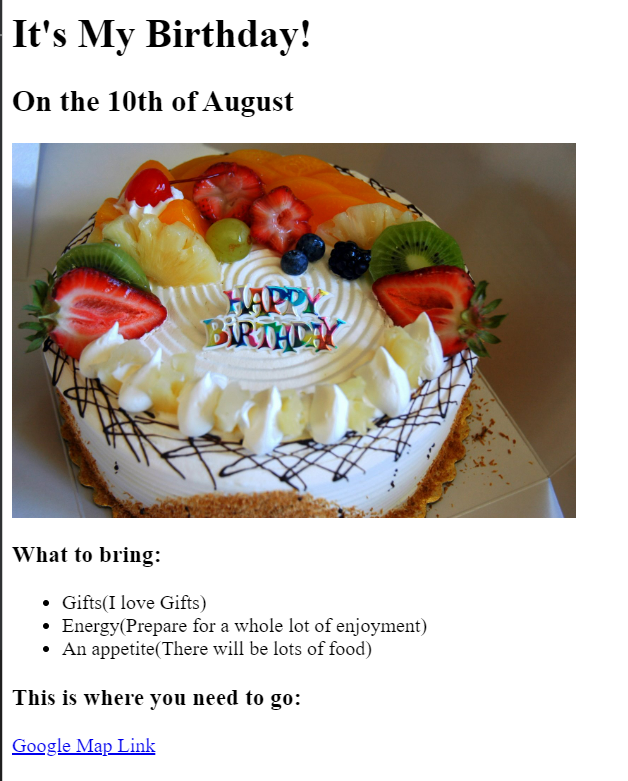 It's My Birthday!
On the 10th of August
HAPPY
BiRTHDAY
What to bring:
Gifts(I love Gifts)
Energy(Prepare for a whole lot of enjoyment)
An appetite(There will be lots of food)
This is where you need to go:
Google Map Link